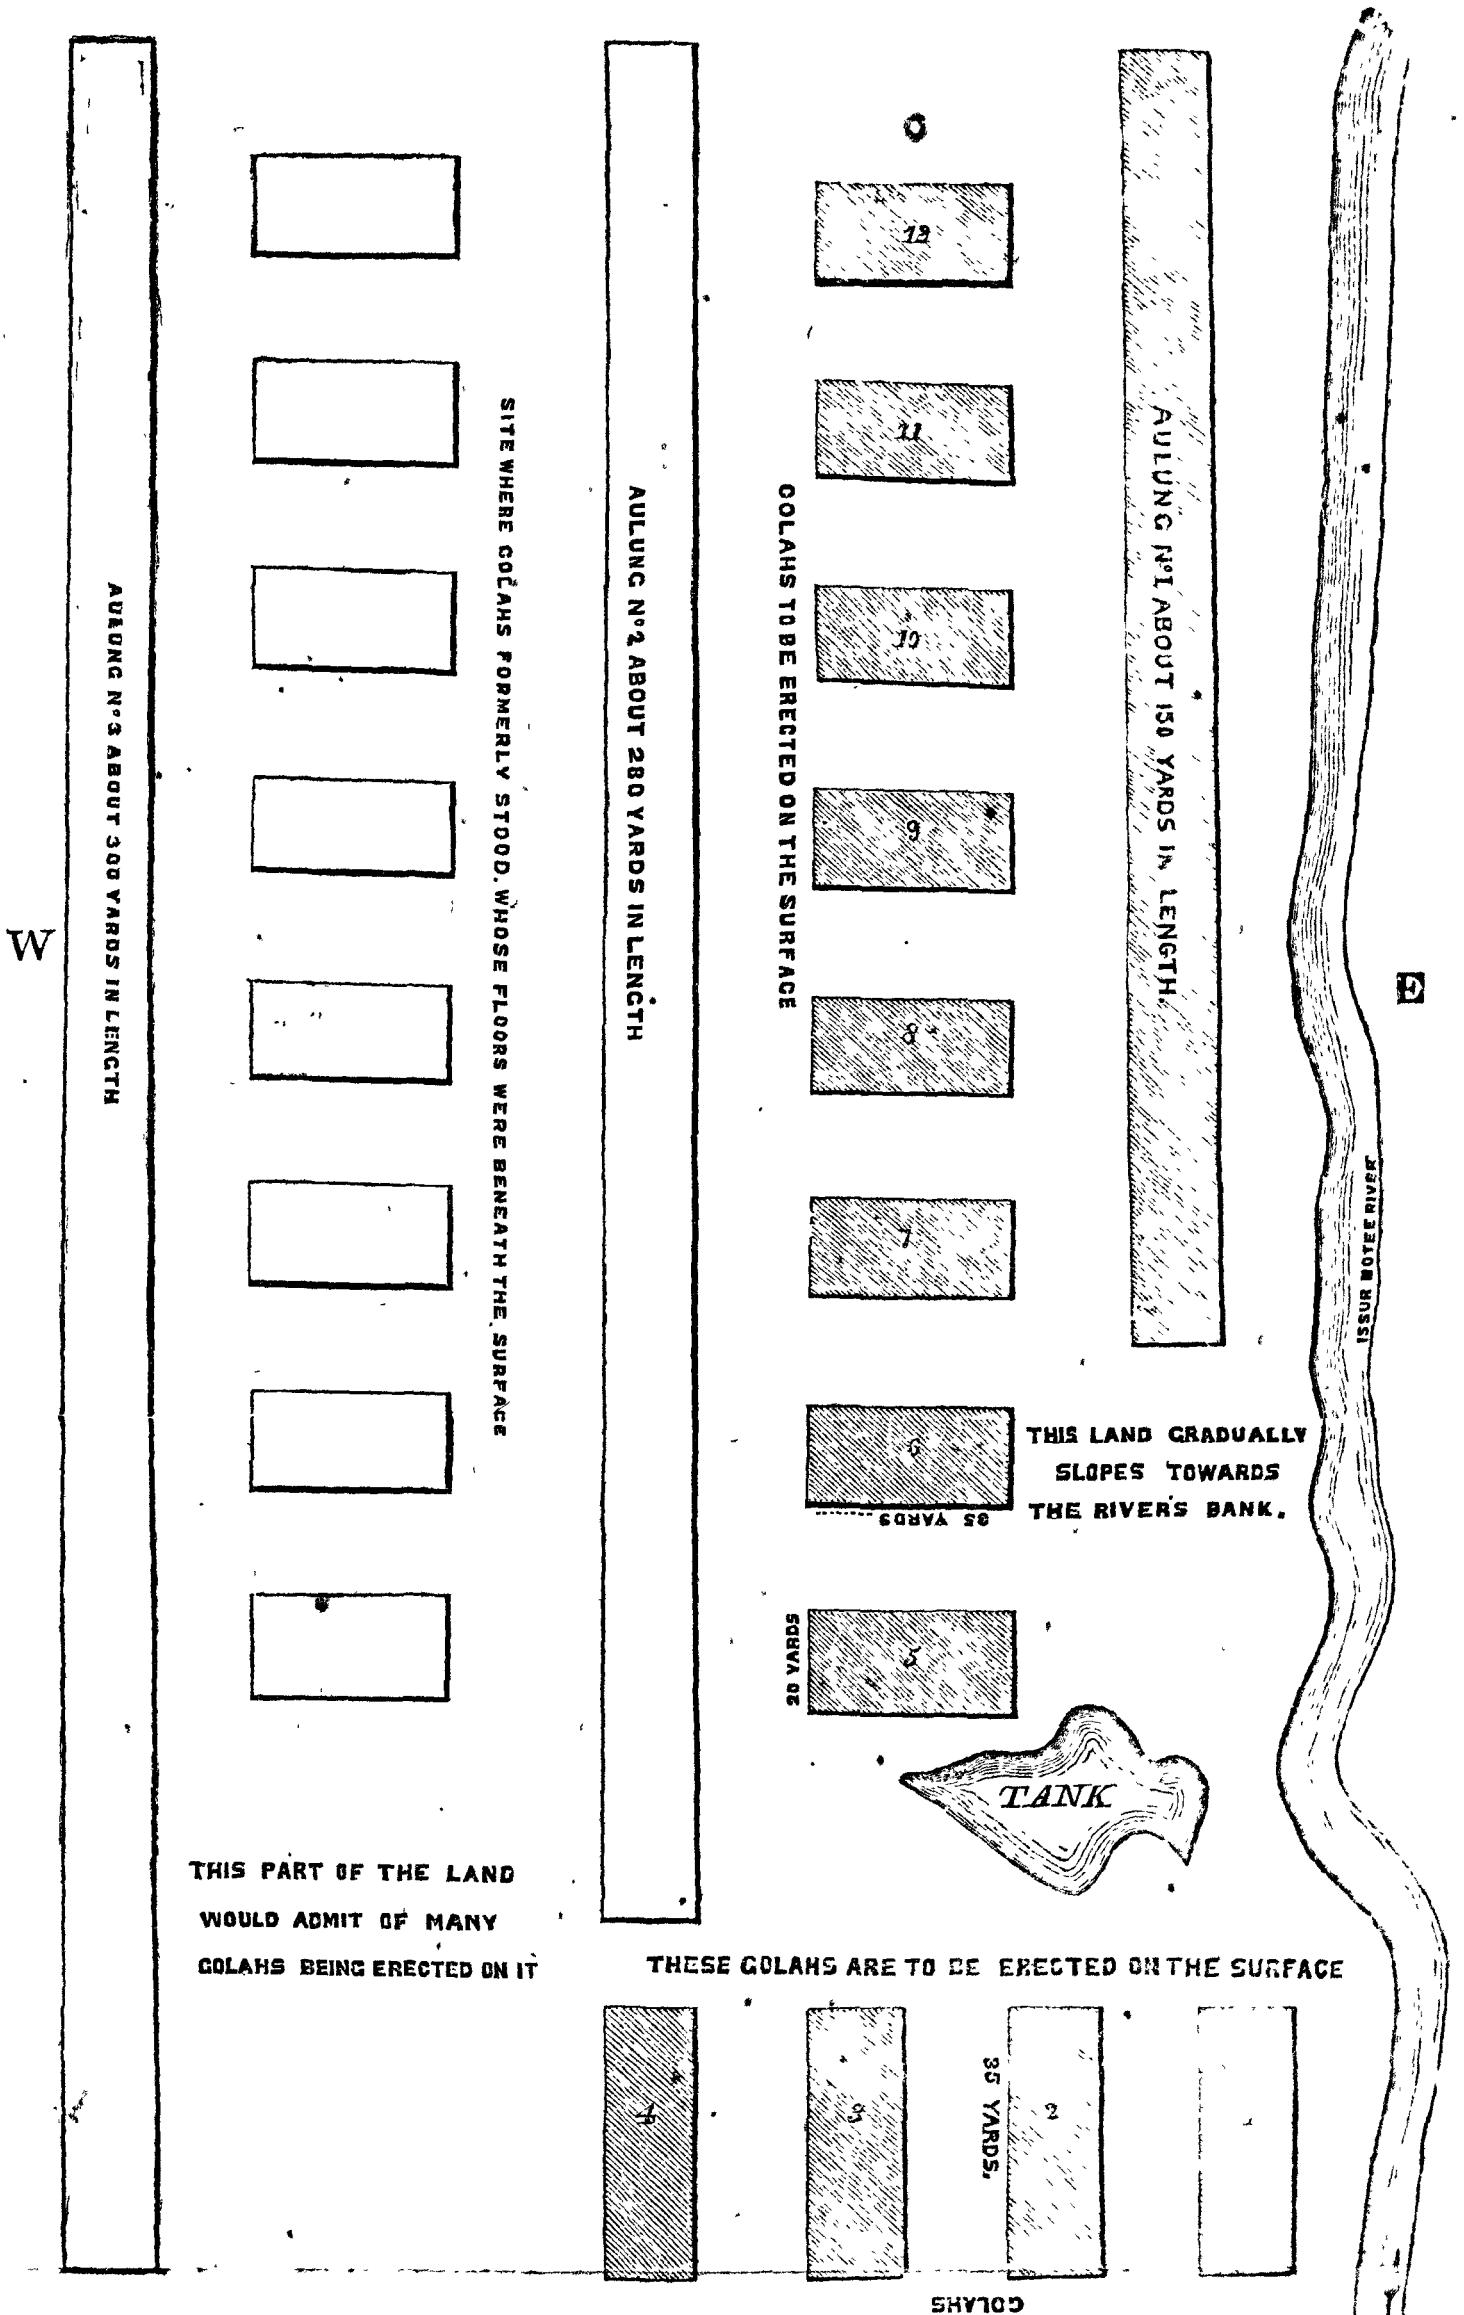 W
E
AULUNG Nº3 ABOUT 300 YARDS IN LENGTH
SITE WHERE GOLAHS FORMERLY STOOD. WHOSE FLOORS WERE BENEATH THE SURFACE
AULUNG Nº2 ABOUT 280 YARDS IN LENGTH
GOLAHS TO BE ERECTED ON THE SURFACE
12
11
10
9
8
7
6
5
AULUNG Nº1 ABOUT 150 YARDS IN LENGTH.
ISSUR MOTEE RIVER
THIS LAND GRADUALLY
SLOPES TOWARDS
THE RIVER'S BANK.
35 YARDS
20 YARDS
TANK
THIS PART OF THE LAND
WOULD ADMIT OF MANY
GOLAHS BEING ERECTED ON IT
THESE GOLAHS ARE TO BE ERECTED ON THE SURFACE
4
3
35 YARDS.
2
1
GOLAHS